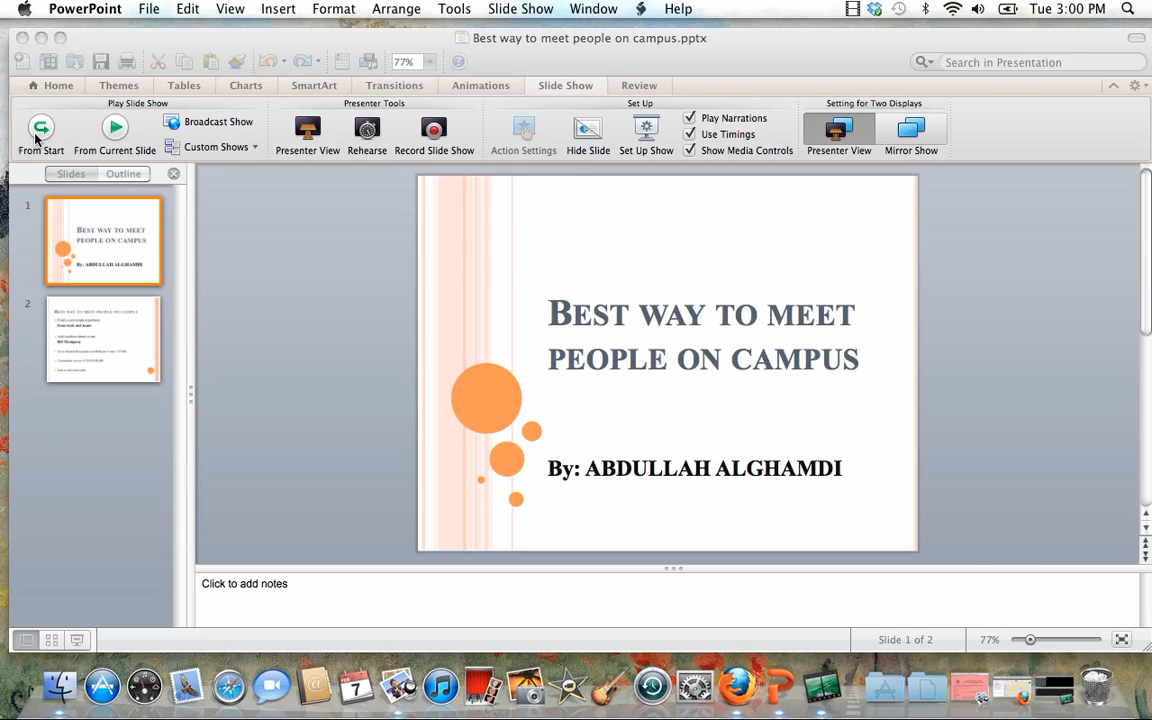 PowerPoint File Edit View Insert Format Arrange Tools Slide Show Window Help Tue 3:00 PM
Best way to meet people on campus.pptx
77% Search in Presentation
Home Themes Tables Charts SmartArt Transitions Animations Slide Show Review
Play Slide Show Presenter Tools Set Up Setting for Two Displays
From Start
From Current Slide
Broadcast Show
Custom Shows
Presenter View
Rehearse
Record Slide Show
Action Settings
Hide Slide
Set Up Show
Play Narrations
Use Timings
Show Media Controls
Presenter View
Mirror Show
Slides Outline
1
BEST WAY TO MEET
PEOPLE ON CAMPUS
By: ABDULLAH ALGHAMDI
2
BEST WAY TO MEET PEOPLE ON CAMPUS
BEST WAY TO MEET
PEOPLE ON CAMPUS
By: ABDULLAH ALGHAMDI
Click to add notes
Slide 1 of 2 77%
FEB
7